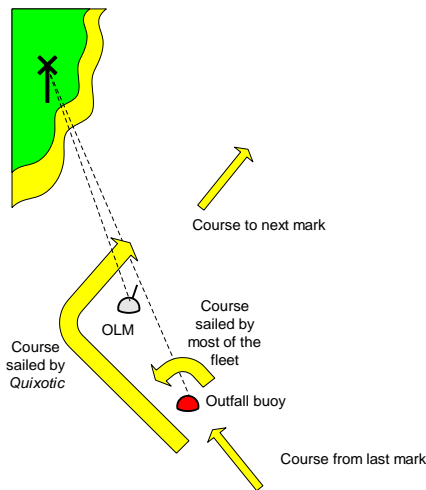 Course to next mark
Course
sailed by
most of the
fleet
OLM
Course
sailed by
Quixotic
Outfall buoy
Course from last mark